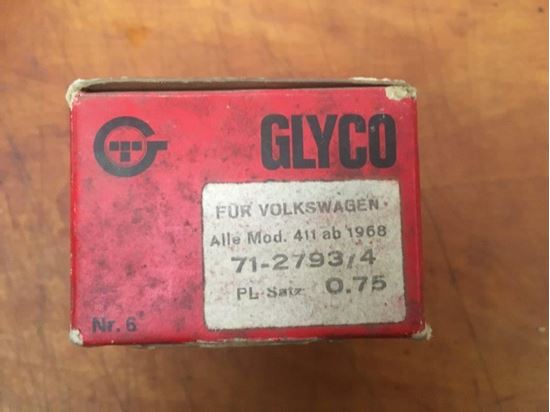 GLYCO
FÜR VOLKSWAGEN
Alle Mod. 411 ab 1968
71-2793/4
PL-Satz 0.75
Nr. 6